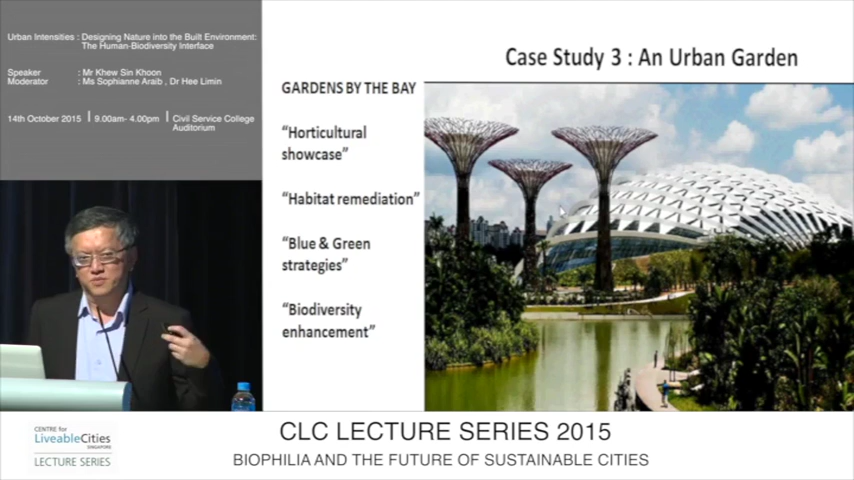 Urban Intensities : Designing Nature into the Built Environment:
The Human-Biodiversity Interface
Speaker : Mr Khew Sin Khoon
Moderator : Ms Sophianne Araib , Dr Hee Limin
14th October 2015 | 9.00am- 4.00pm | Civil Service College
Auditorium
Case Study 3 : An Urban Garden
GARDENS BY THE BAY
“Horticultural
showcase”
“Habitat remediation”
“Blue & Green
strategies”
“Biodiversity
enhancement”
CENTRE for
LiveableCities
SINGAPORE
LECTURE SERIES
CLC LECTURE SERIES 2015
BIOPHILIA AND THE FUTURE OF SUSTAINABLE CITIES